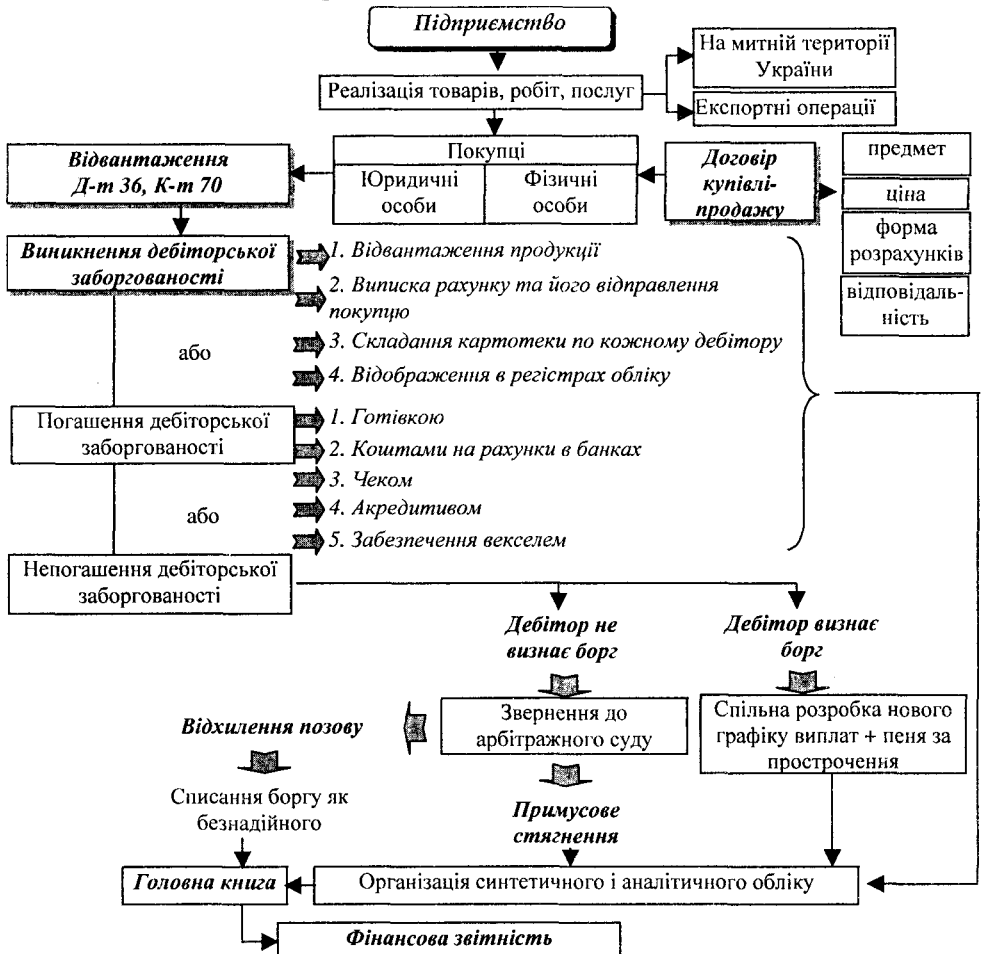 Підприємство
Реалізація товарів, робіт, послуг
На митній території
України
Експортні операції
Покупці
Юридичні
особи
Фізичні
особи
Відвантаження
Д-т 36, К-т 70
Договір
купівлі-
продажу
предмет
ціна
форма
розрахунків
відповідаль-
ність
Виникнення дебіторської
заборгованості
1. Відвантаження продукції
2. Виписка рахунку та його відправлення
покупцю
3. Складання картотеки по кожному дебітору
4. Відображення в регістрах обліку
або
Погашення дебіторської
заборгованості
1. Готівкою
2. Коштами на рахунки в банках
3. Чеком
4. Акредитивом
5. Забезпечення векселем
або
Непогашення дебіторської
заборгованості
Дебітор не
визнає борг
Дебітор визнає
борг
Звернення до
арбітражного суду
Спільна розробка нового
графіку виплат + пеня за
прострочення
Відхилення позову
Списання боргу як
безнадійного
Примусове
стягнення
Головна книга
Організація синтетичного і аналітичного обліку
Фінансова звітність